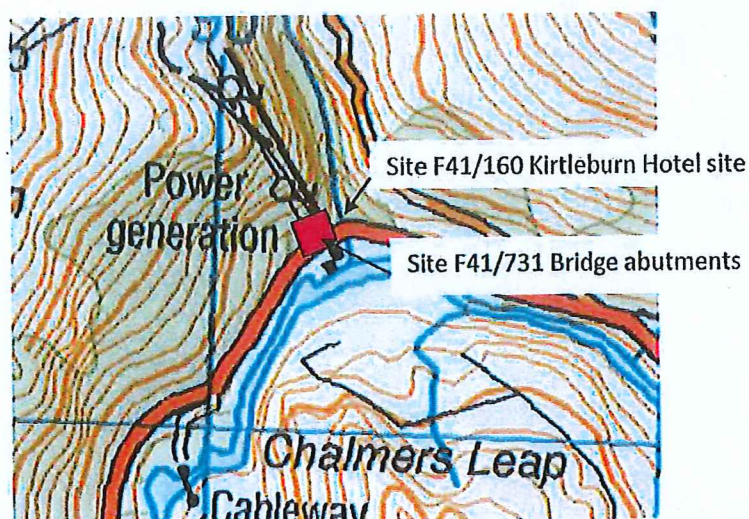 Site F41/160 Kirtleburn Hotel site
Power
generation
Site F41/731 Bridge abutments
Chalmers Leap
Cableway